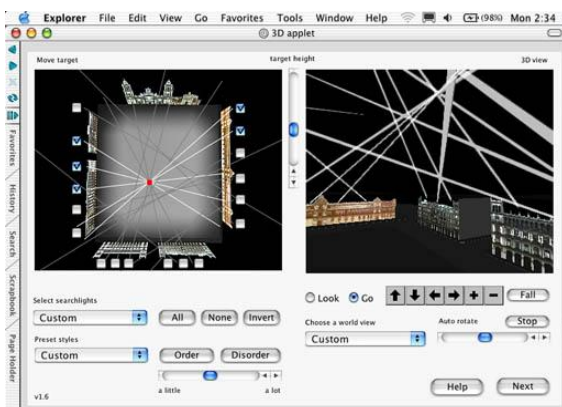 Explorer File Edit View Go Favorites Tools Window Help (98%) Mon 2:34
3D applet
Move target
target height
3D view
Favorites
History
Search
Scrapbook
Page Holder
Look Go Fall
Select searchlights
Custom All None Invert
Choose a world view
Auto rotate Stop
Custom
Preset styles
Custom Order Disorder
a little a lot
Help Next
v1.6